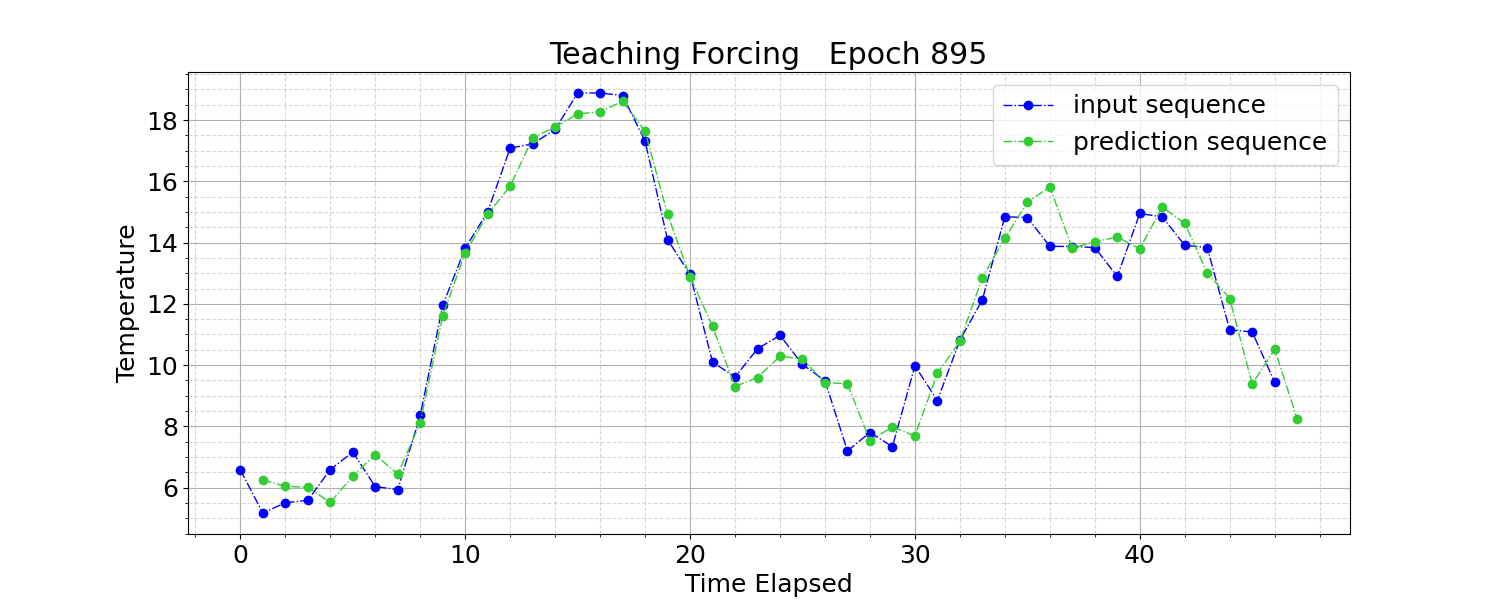 Teaching Forcing   Epoch 895
input sequence
prediction sequence
18
16
14
12
10
8
6
Temperature
0 10 20 30 40
Time Elapsed